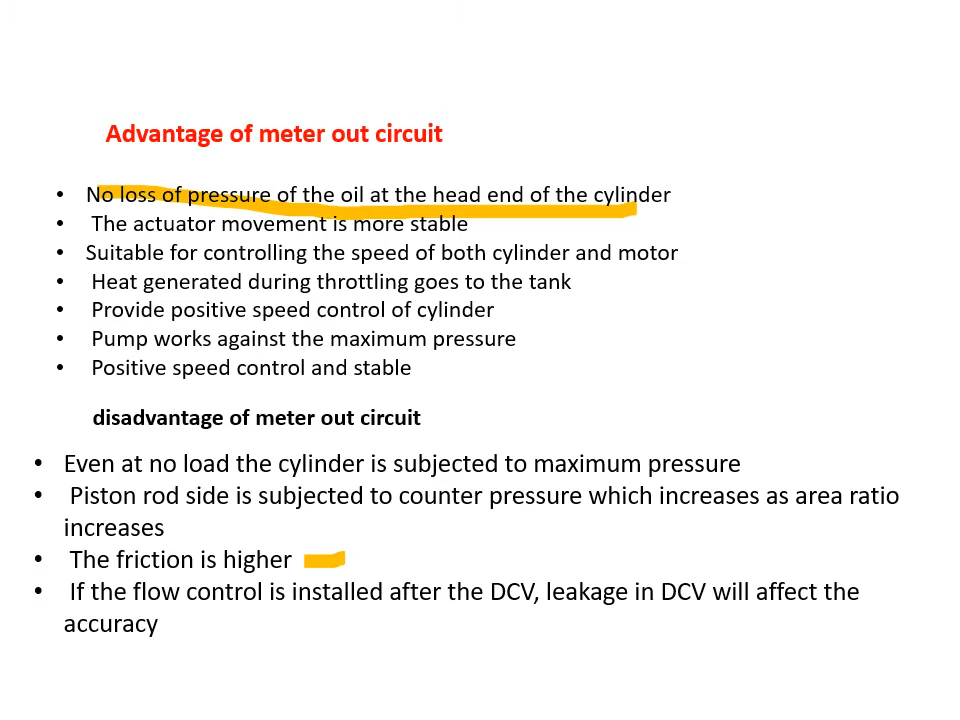 Advantage of meter out circuit
• No loss of pressure of the oil at the head end of the cylinder
• The actuator movement is more stable
• Suitable for controlling the speed of both cylinder and motor
• Heat generated during throttling goes to the tank
• Provide positive speed control of cylinder
• Pump works against the maximum pressure
• Positive speed control and stable
disadvantage of meter out circuit
• Even at no load the cylinder is subjected to maximum pressure
• Piston rod side is subjected to counter pressure which increases as area ratio
increases
• The friction is higher
• If the flow control is installed after the DCV, leakage in DCV will affect the
accuracy